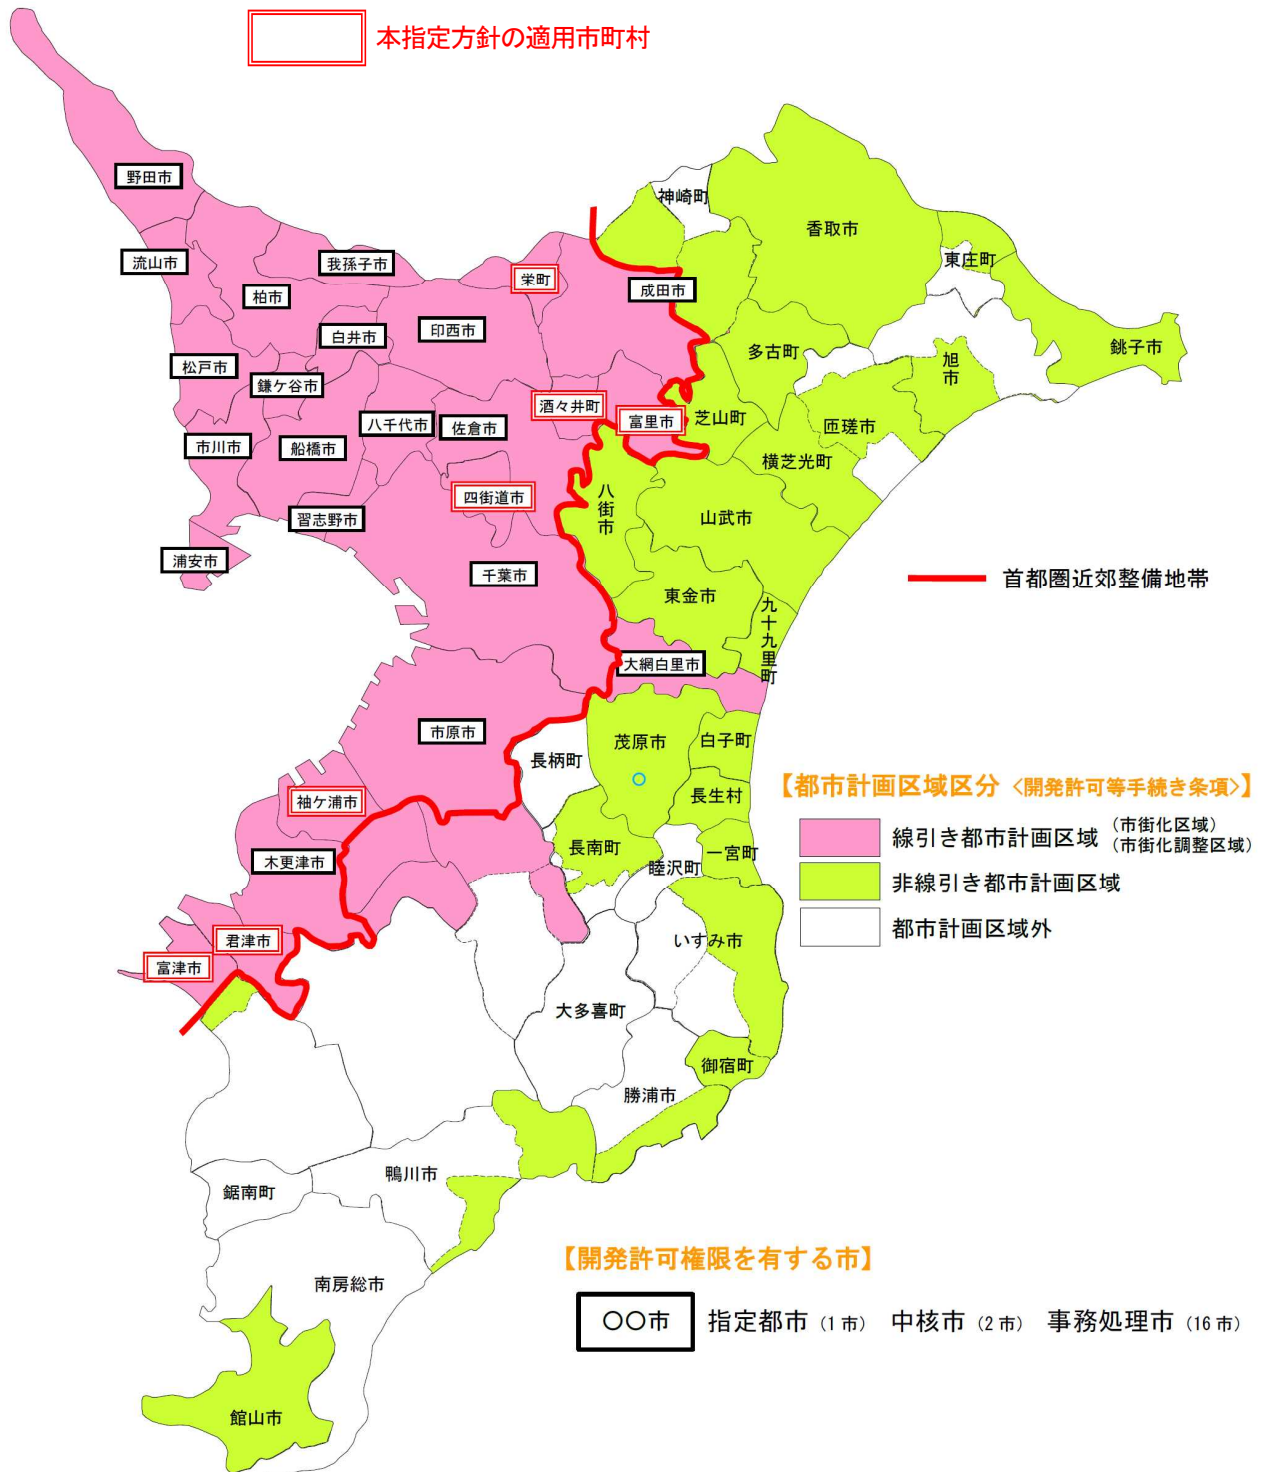 本指定方針の適用市町村
野田市
神崎町
香取市
流山市
我孫子市
東庄町
栄町
成田市
柏市
印西市
白井市
銚子市
多古町
旭市
松戸市
鎌ケ谷市
酒々井町
富里市
芝山町
八千代市
佐倉市
匝瑳市
市川市
船橋市
横芝光町
四街道市
八街市
山武市
習志野市
浦安市
千葉市
首都圏近郊整備地帯
東金市
九十九里町
大網白里市
市原市
茂原市
白子町
長柄町
【都市計画区域区分 <開発許可等手続き条項>】
袖ケ浦市
長生村
線引き都市計画区域 (市街化区域)
(市街化調整区域)
長南町
一宮町
木更津市
睦沢町
非線引き都市計画区域
都市計画区域外
君津市
いすみ市
富津市
大多喜町
御宿町
勝浦市
鴨川市
鋸南町
【開発許可権限を有する市】
南房総市
〇〇市 指定都市 (1市) 中核市 (2市) 事務処理市 (16市)
館山市